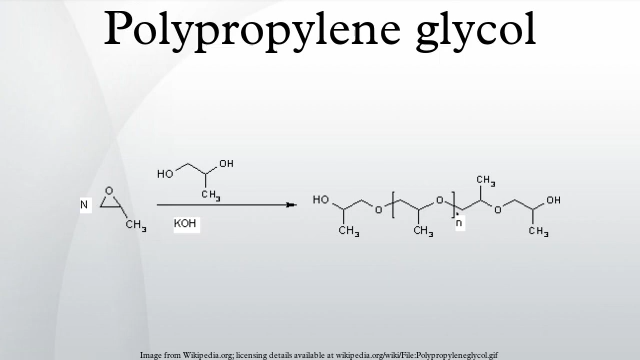 Polypropylene glycol
HO
OH
CH3
N
O
CH3
KOH
HO
CH3
O
CH3
O
n
CH3
O
OH
CH3
Image from Wikipedia.org; licensing details available at wikipedia.org/wiki/File:Polypropyleneglycol.gif